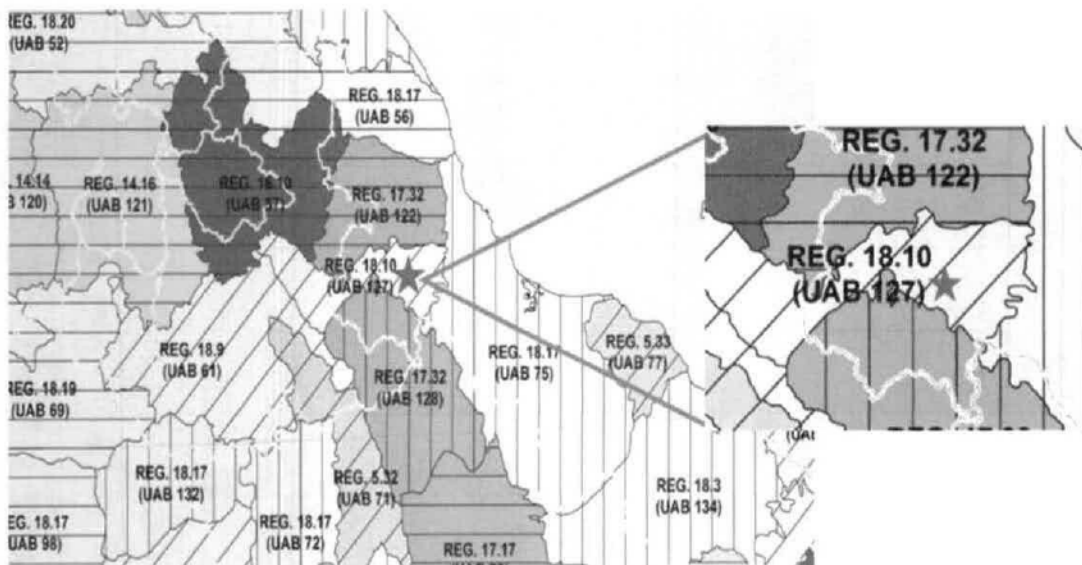 REG. 18.20
(UAB 52)
REG. 18.17
(UAB 56)
14.14
120)
REG. 14.16
(UAB 121)
REG.
(UAB 57)
REG. 17.32
(UAB 122)
REG. 18.10
(UAB 127)
REG. 18.9
(UAB 61)
REG. 18.17
(UAB 75)
REG. 5.33
(UAB 77)
REG. 18.19
(UAB 69)
REG. 17.32
(UAB 128)
REG. 18.17
(UAB 132)
REG. 5.32
(UAB 71)
REG. 18.3
(UAB 134)
REG. 18.17
(UAB 98)
REG. 18.17
(UAB 72)
REG. 17.17
REG. 17.32
(UAB 122)
REG. 18.10
(UAB 127)